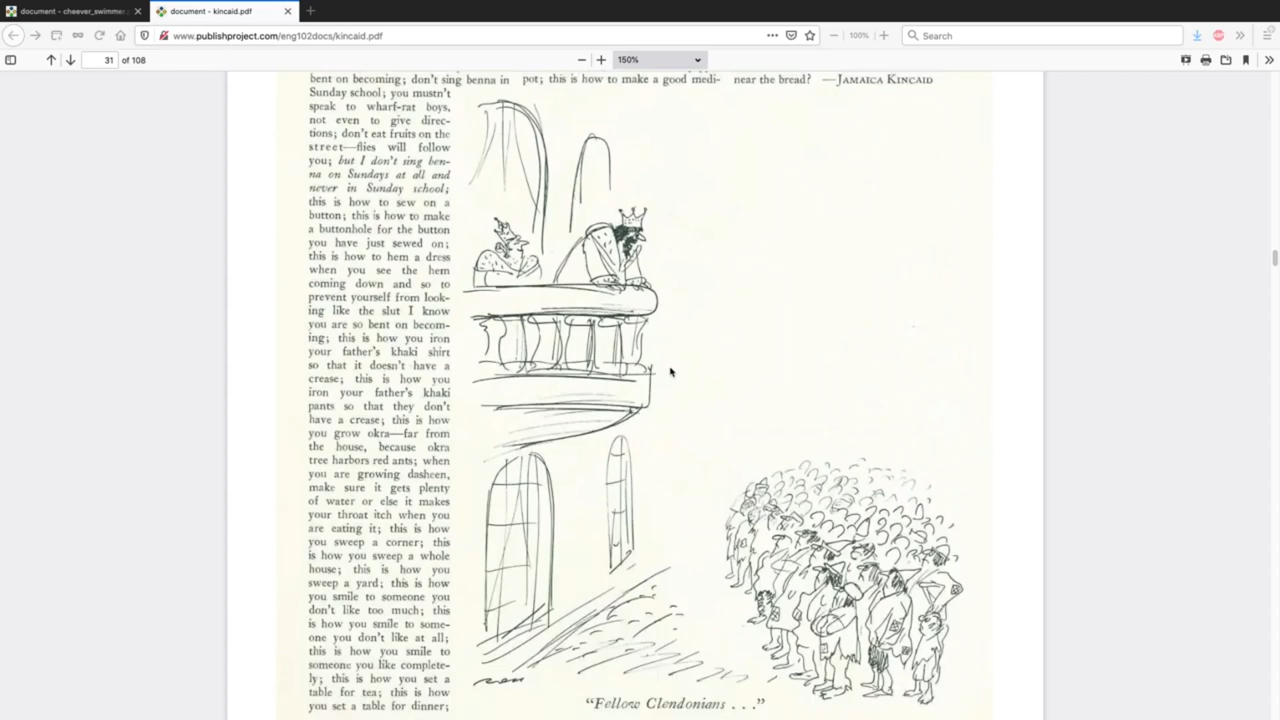 document - cheever_swimmer.
document - kincaid.pdf
www.publishproject.com/eng102docs/kincaid.pdf
100%
Search
31 of 108
150%
bent on becoming; don't sing benna in
Sunday school; you mustn't
speak to wharf-rat boys,
not even to give direc-
tions; don't eat fruits on the
street—flies will follow
you; but I don't sing ben-
na on Sundays at all and
never in Sunday school;
this is how to sew on a
button; this is how to make
a buttonhole for the button
you have just sewed on;
this is how to hem a dress
when you see the hem
coming down and so to
prevent yourself from look-
ing like the slut I know
you are so bent on becom-
ing; this is how you iron
your father's khaki shirt
so that it doesn't have a
crease; this is how you
iron your father's khaki
pants so that they don't
have a crease; this is how
you grow okra—far from
the house, because okra
tree harbors red ants; when
you are growing dasheen,
make sure it gets plenty
of water or else it makes
your throat itch when you
are eating it; this is how
you sweep a corner; this
is how you sweep a whole
house; this is how you
sweep a yard; this is how
you smile to someone you
don't like too much; this
is how you smile to some-
one you don't like at all;
this is how you smile to
someone you like complete-
ly; this is how you set a
table for tea; this is how
you set a table for dinner;
pot; this is how to make a good medi-
near the bread? —JAMAICA KINCAID
"Fellow Clendonians . . ."